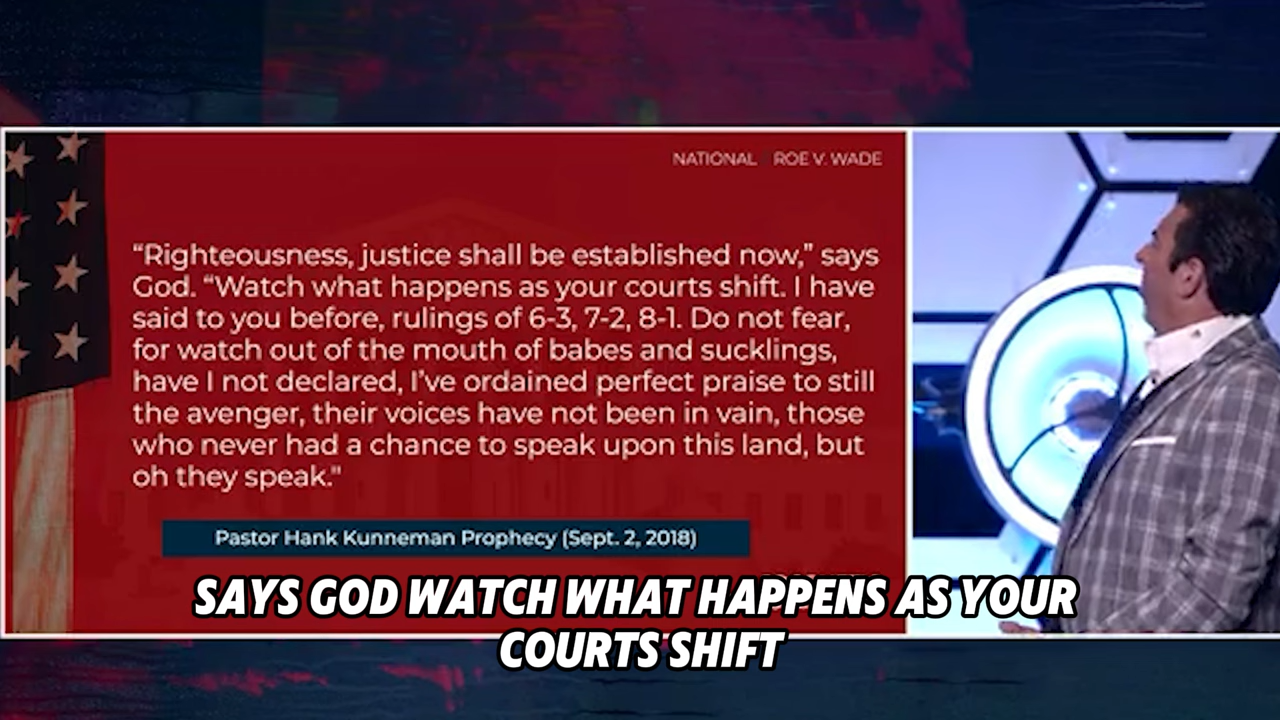 NATIONAL ROE V. WADE
“Righteousness, justice shall be established now,” says
God. “Watch what happens as your courts shift. I have
said to you before, rulings of 6-3, 7-2, 8-1. Do not fear,
for watch out of the mouth of babes and sucklings,
have I not declared, I’ve ordained perfect praise to still
the avenger, their voices have not been in vain, those
who never had a chance to speak upon this land, but
oh they speak."
Pastor Hank Kunneman Prophecy (Sept. 2, 2018)
SAYS GOD WATCH WHAT HAPPENS AS YOUR
COURTS SHIFT